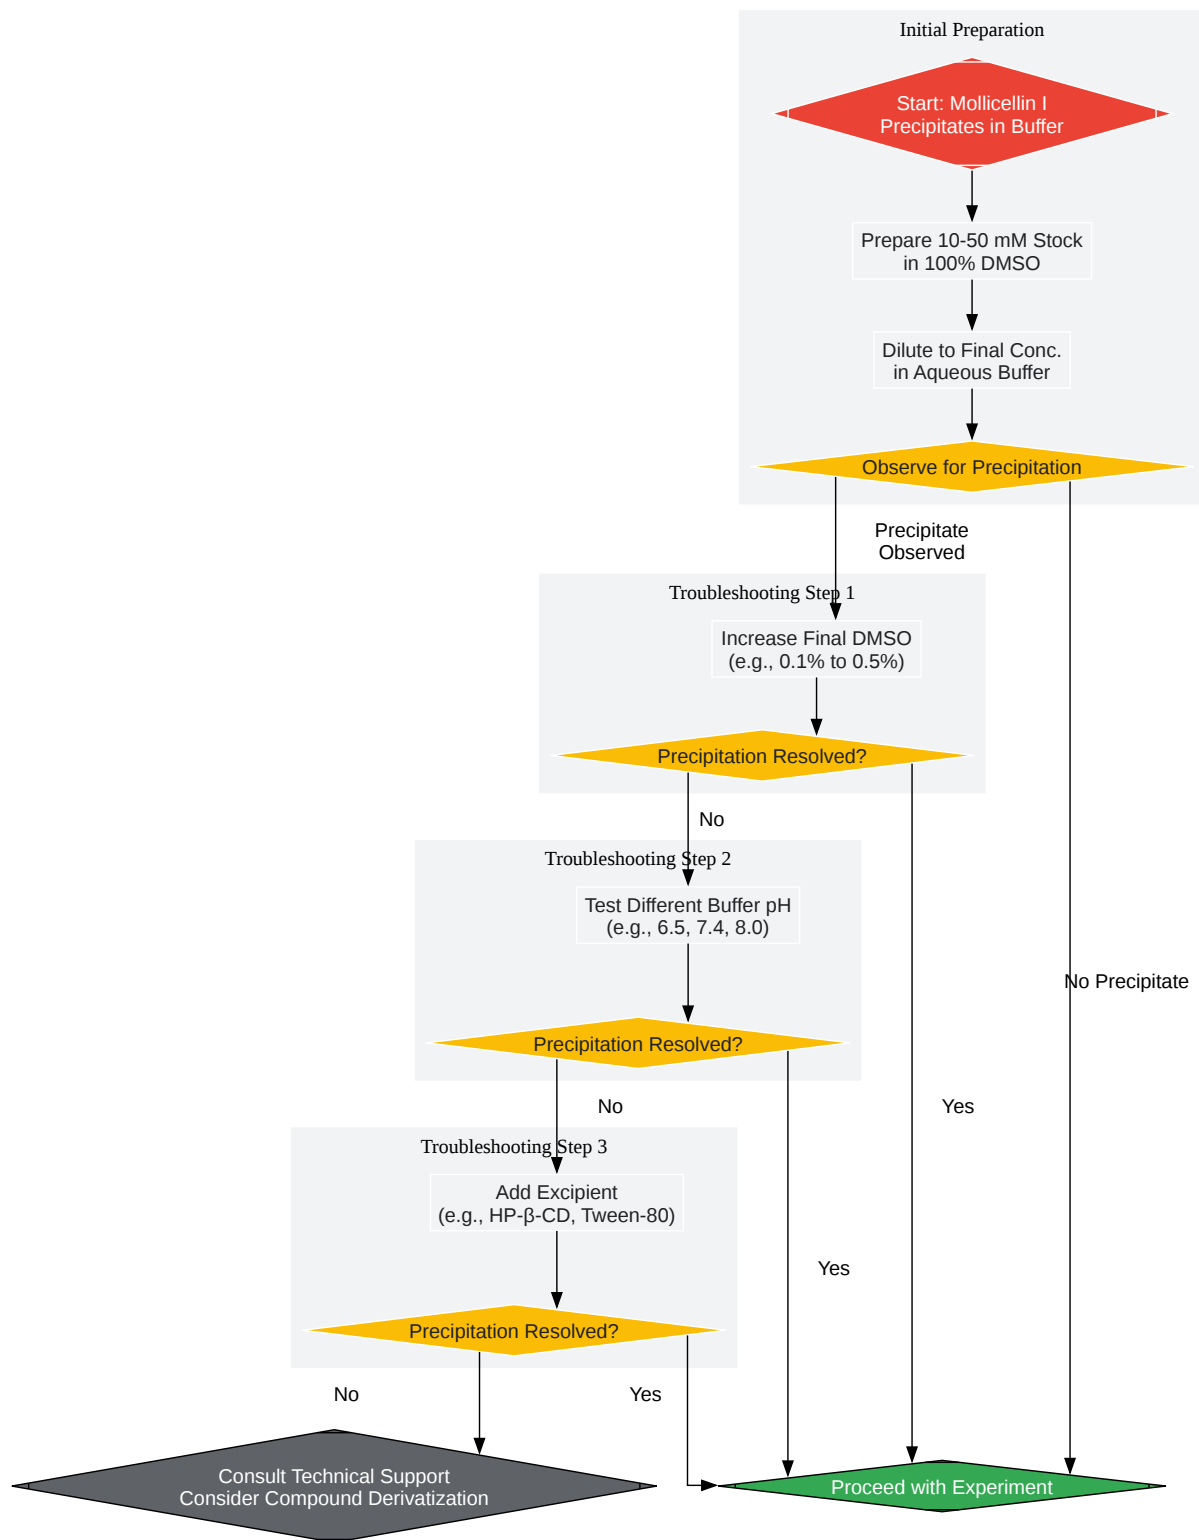 Initial Preparation
Start: Mollicellin I
Precipitates in Buffer
Prepare 10-50 mM Stock
in 100% DMSO
Dilute to Final Conc.
in Aqueous Buffer
Observe for Precipitation
Precipitate
Observed
Troubleshooting Step 1
Increase Final DMSO
(e.g., 0.1% to 0.5%)
Precipitation Resolved?
No
Troubleshooting Step 2
Test Different Buffer pH
(e.g., 6.5, 7.4, 8.0)
No Precipitate
Precipitation Resolved?
No
Yes
Troubleshooting Step 3
Add Excipient
(e.g., HP-β-CD, Tween-80)
Yes
Precipitation Resolved?
No
Yes
Consult Technical Support
Consider Compound Derivatization
Proceed with Experiment